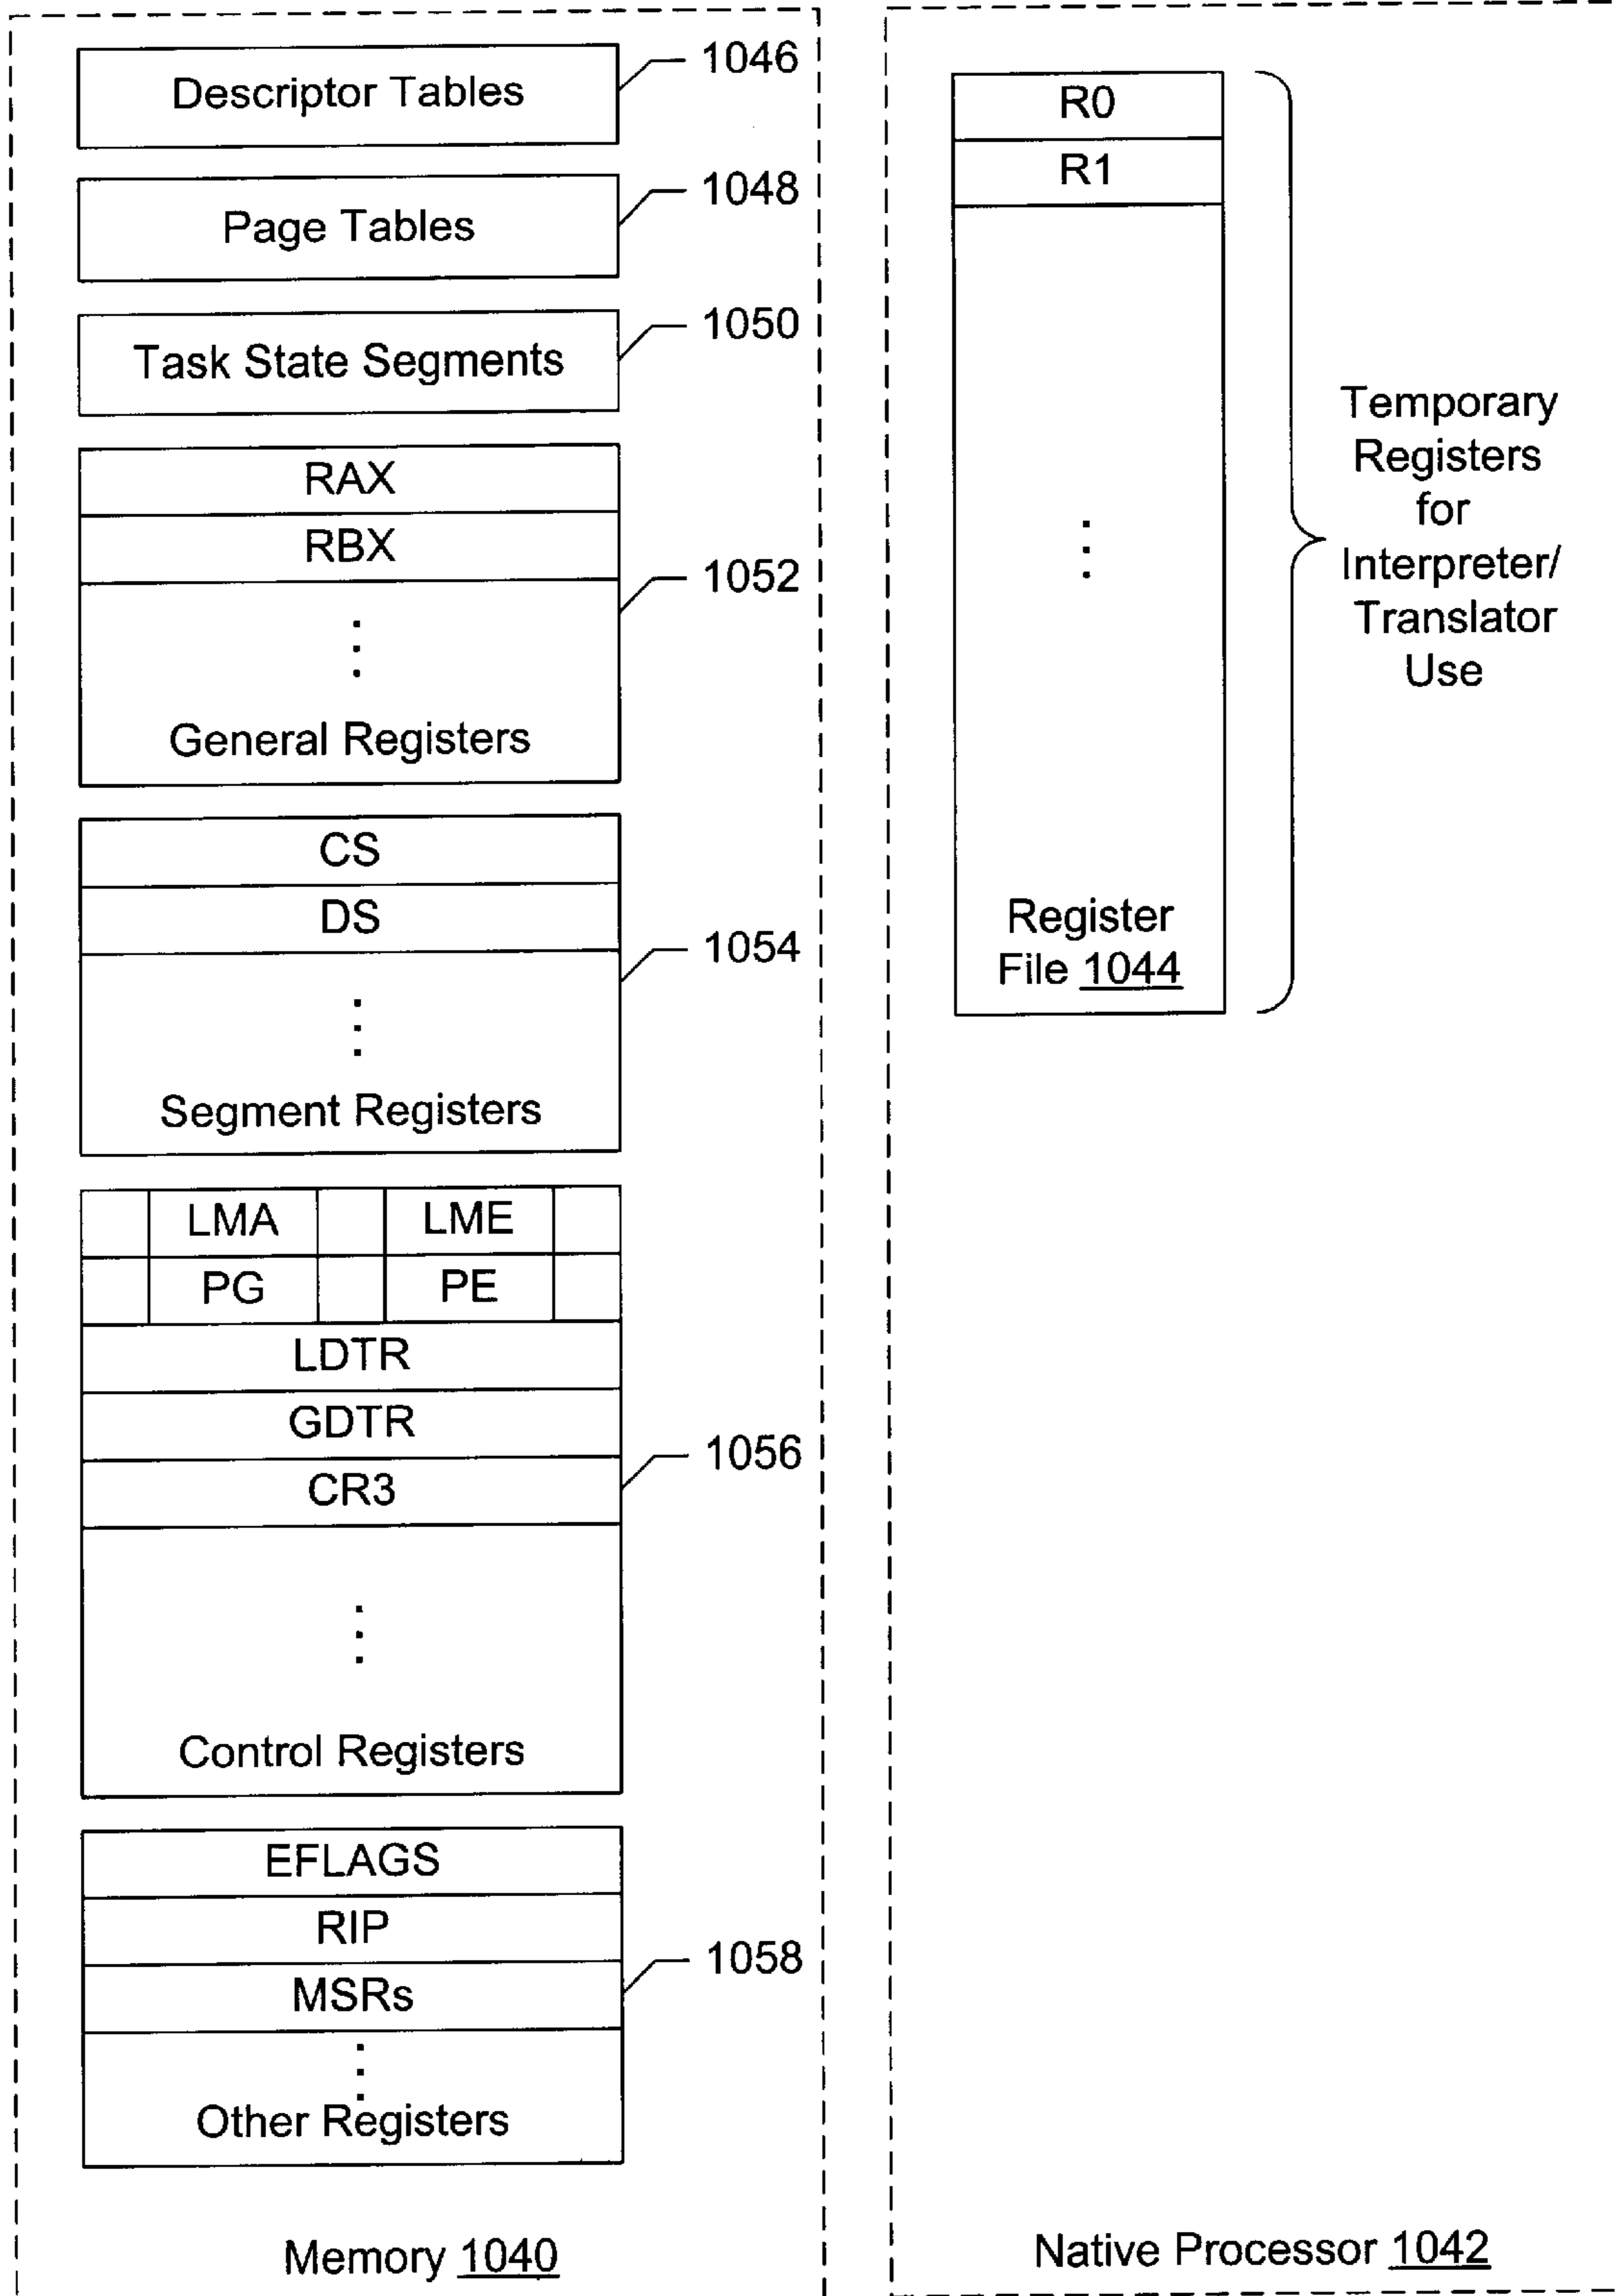 Descriptor Tables
1046
Page Tables
1048
Task State Segments
1050
RAX
RBX
1052
General Registers
CS
DS
1054
Segment Registers
LMA LME
PG PE
LDTR
GDTR
CR3
1056
Control Registers
EFLAGS
RIP
MSRs
1058
Other Registers
Memory 1040
R0
R1
Register
File 1044
Temporary
Registers
for
Interpreter/
Translator
Use
Native Processor 1042